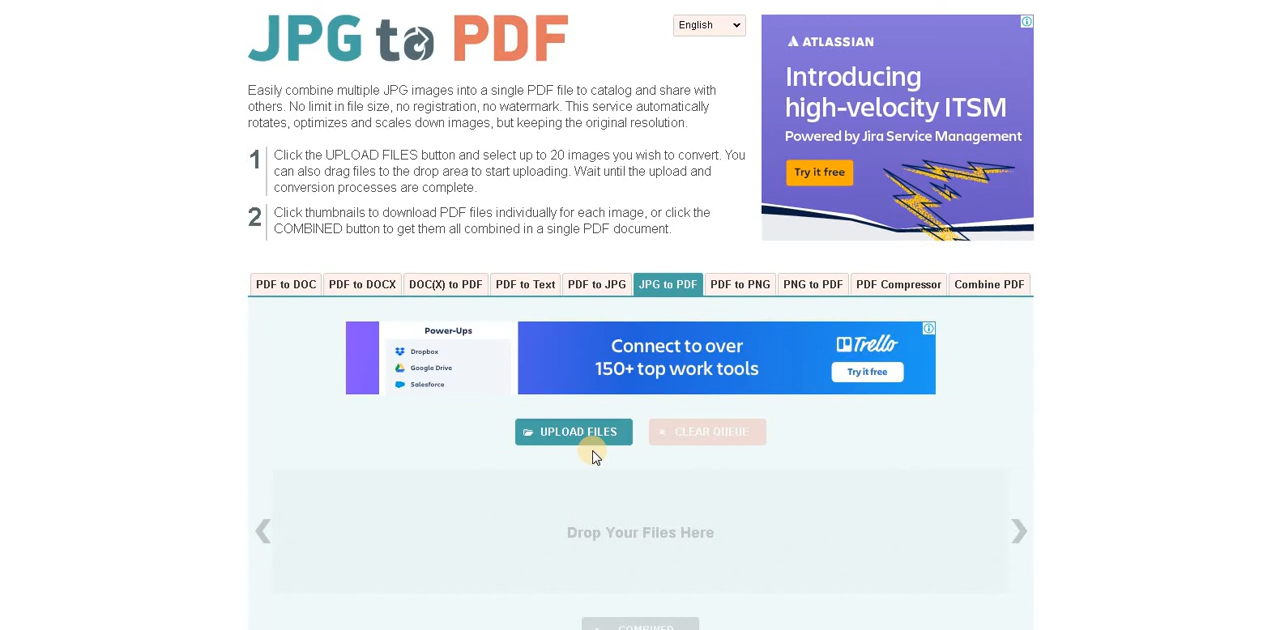 JPG to PDF
English
Easily combine multiple JPG images into a single PDF file to catalog and share with
others. No limit in file size, no registration, no watermark. This service automatically
rotates, optimizes and scales down images, but keeping the original resolution.
1 Click the UPLOAD FILES button and select up to 20 images you wish to convert. You
can also drag files to the drop area to start uploading. Wait until the upload and
conversion processes are complete.
2 Click thumbnails to download PDF files individually for each image, or click the
COMBINED button to get them all combined in a single PDF document.
ATLASSIAN
Introducing
high-velocity ITSM
Powered by Jira Service Management
Try it free
PDF to DOC PDF to DOCX DOC(X) to PDF PDF to Text PDF to JPG JPG to PDF PDF to PNG PNG to PDF PDF Compressor Combine PDF
Power-Ups
Dropbox
Google Drive
Salesforce
Connect to over
150+ top work tools
Trello
Try it free
UPLOAD FILES CLEAR QUEUE
Drop Your Files Here
COMBINED